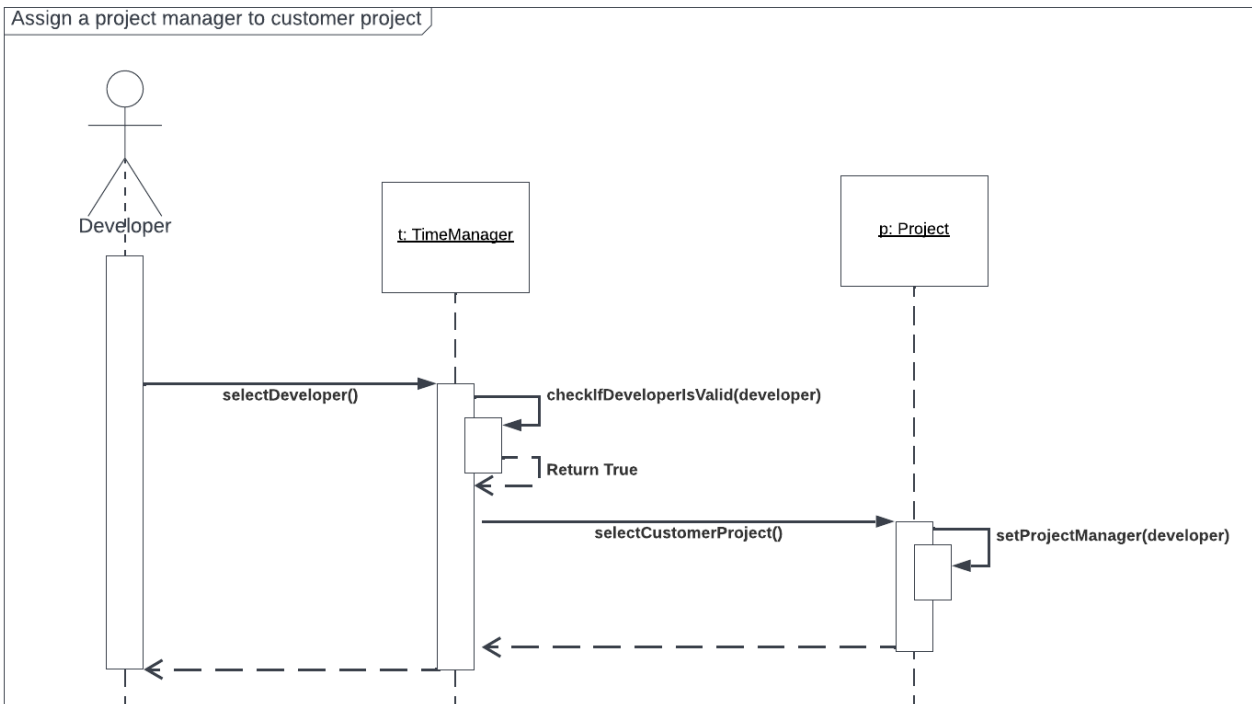 Assign a project manager to customer project
Developer
t: TimeManager
p: Project
selectDeveloper()
checkIfDeveloperIsValid(developer)
Return True
selectCustomerProject()
setProjectManager(developer)